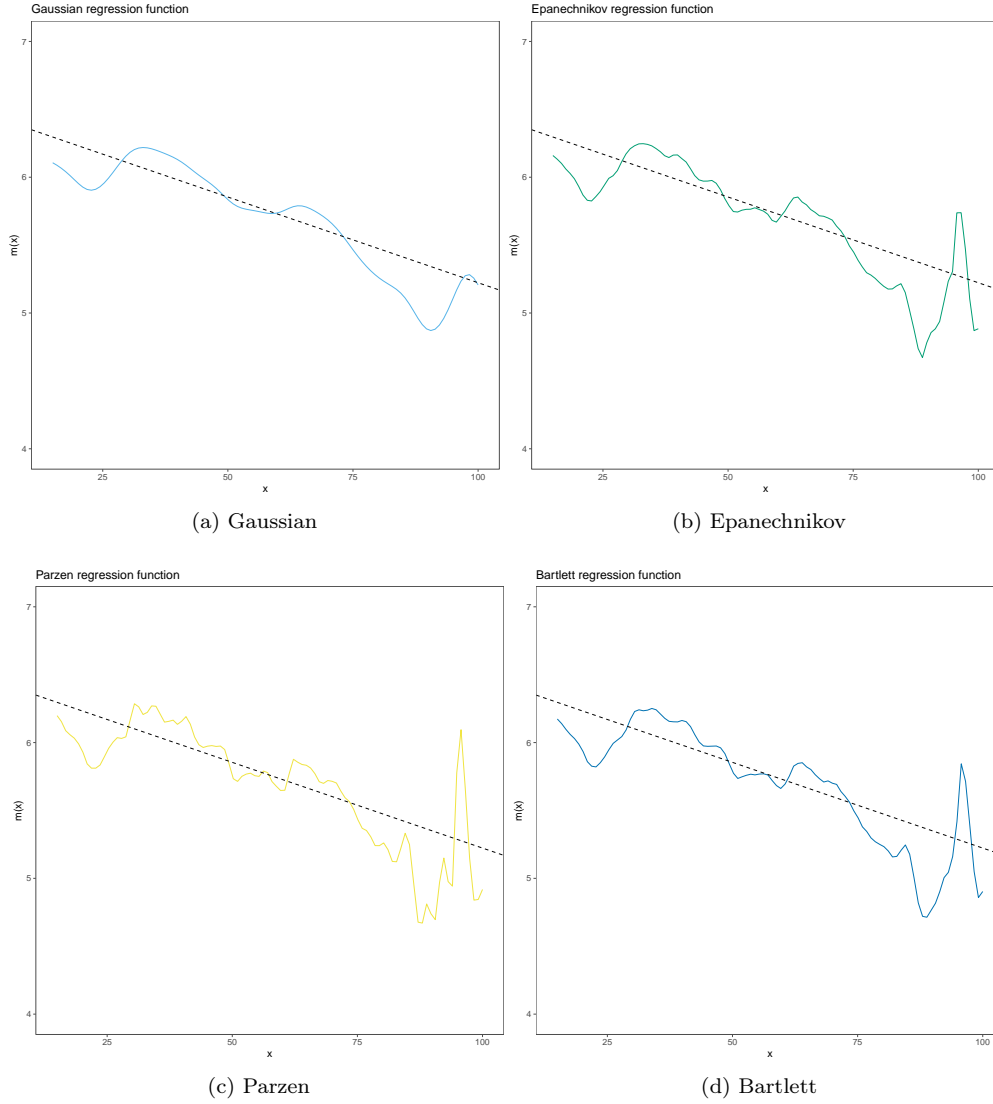 Gaussian regression function
7
6
5
4
m(x)
25
50
75
100
x
(a) Gaussian
Epanechnikov regression function
7
6
5
4
m(x)
25
50
75
100
x
(b) Epanechnikov
Parzen regression function
7
6
5
4
m(x)
25
50
75
100
x
(c) Parzen
Bartlett regression function
7
6
5
4
m(x)
25
50
75
100
x
(d) Bartlett